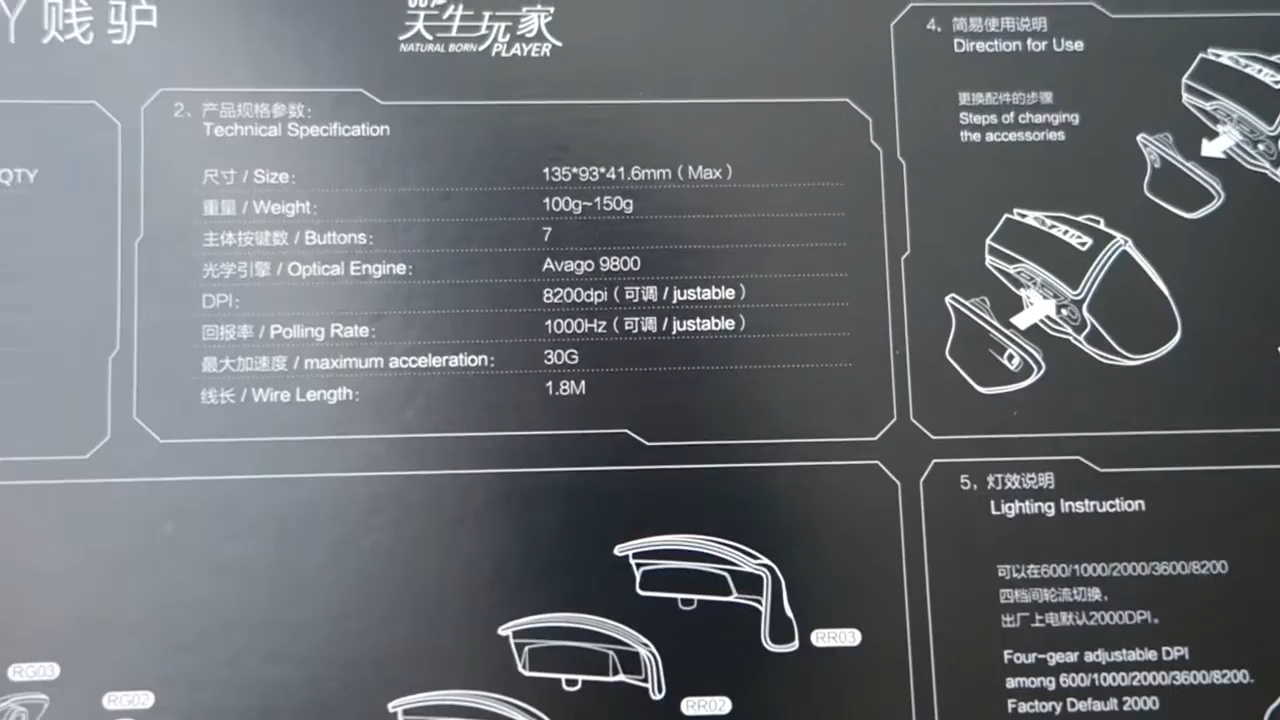 Y 贱驴
天生玩家
NATURAL BORN PLAYER
QTY
2、产品规格参数:
Technical Specification
尺寸 / Size: 135*93*41.6mm ( Max )
重量 / Weight: 100g~150g
主体按键数 / Buttons: 7
光学引擎 / Optical Engine: Avago 9800
DPI: 8200dpi ( 可调 / justable )
回报率 / Polling Rate: 1000Hz ( 可调 / justable )
最大加速度 / maximum acceleration: 30G
线长 / Wire Length: 1.8M
4、简易使用说明
Direction for Use
更换配件的步骤
Steps of changing
the accessories
5, 灯效说明
Lighting Instruction
可以在600/1000/2000/3600/8200
四档间轮流切换,
出厂上电默认2000DPI。
Four-gear adjustable DPI
among 600/1000/2000/3600/8200.
Factory Default 2000
RR03
RR02
RG03
RG02